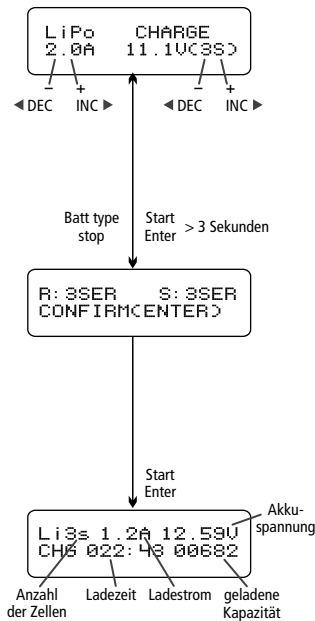 LiPo CHARGE
2.0A 11.1V(3S)
– + – +
◄ DEC INC ► ◄ DEC INC ►
Batt type stop
Start Enter > 3 Sekunden
R: 3SER S: 3SER
CONFIRM(ENTER)
Start
Enter
Akku-
spannung
Li3s 1.2A 12.59V
CHG 022: 43 00682
Anzahl der Zellen
Ladezeit
Ladestrom
geladene Kapazität